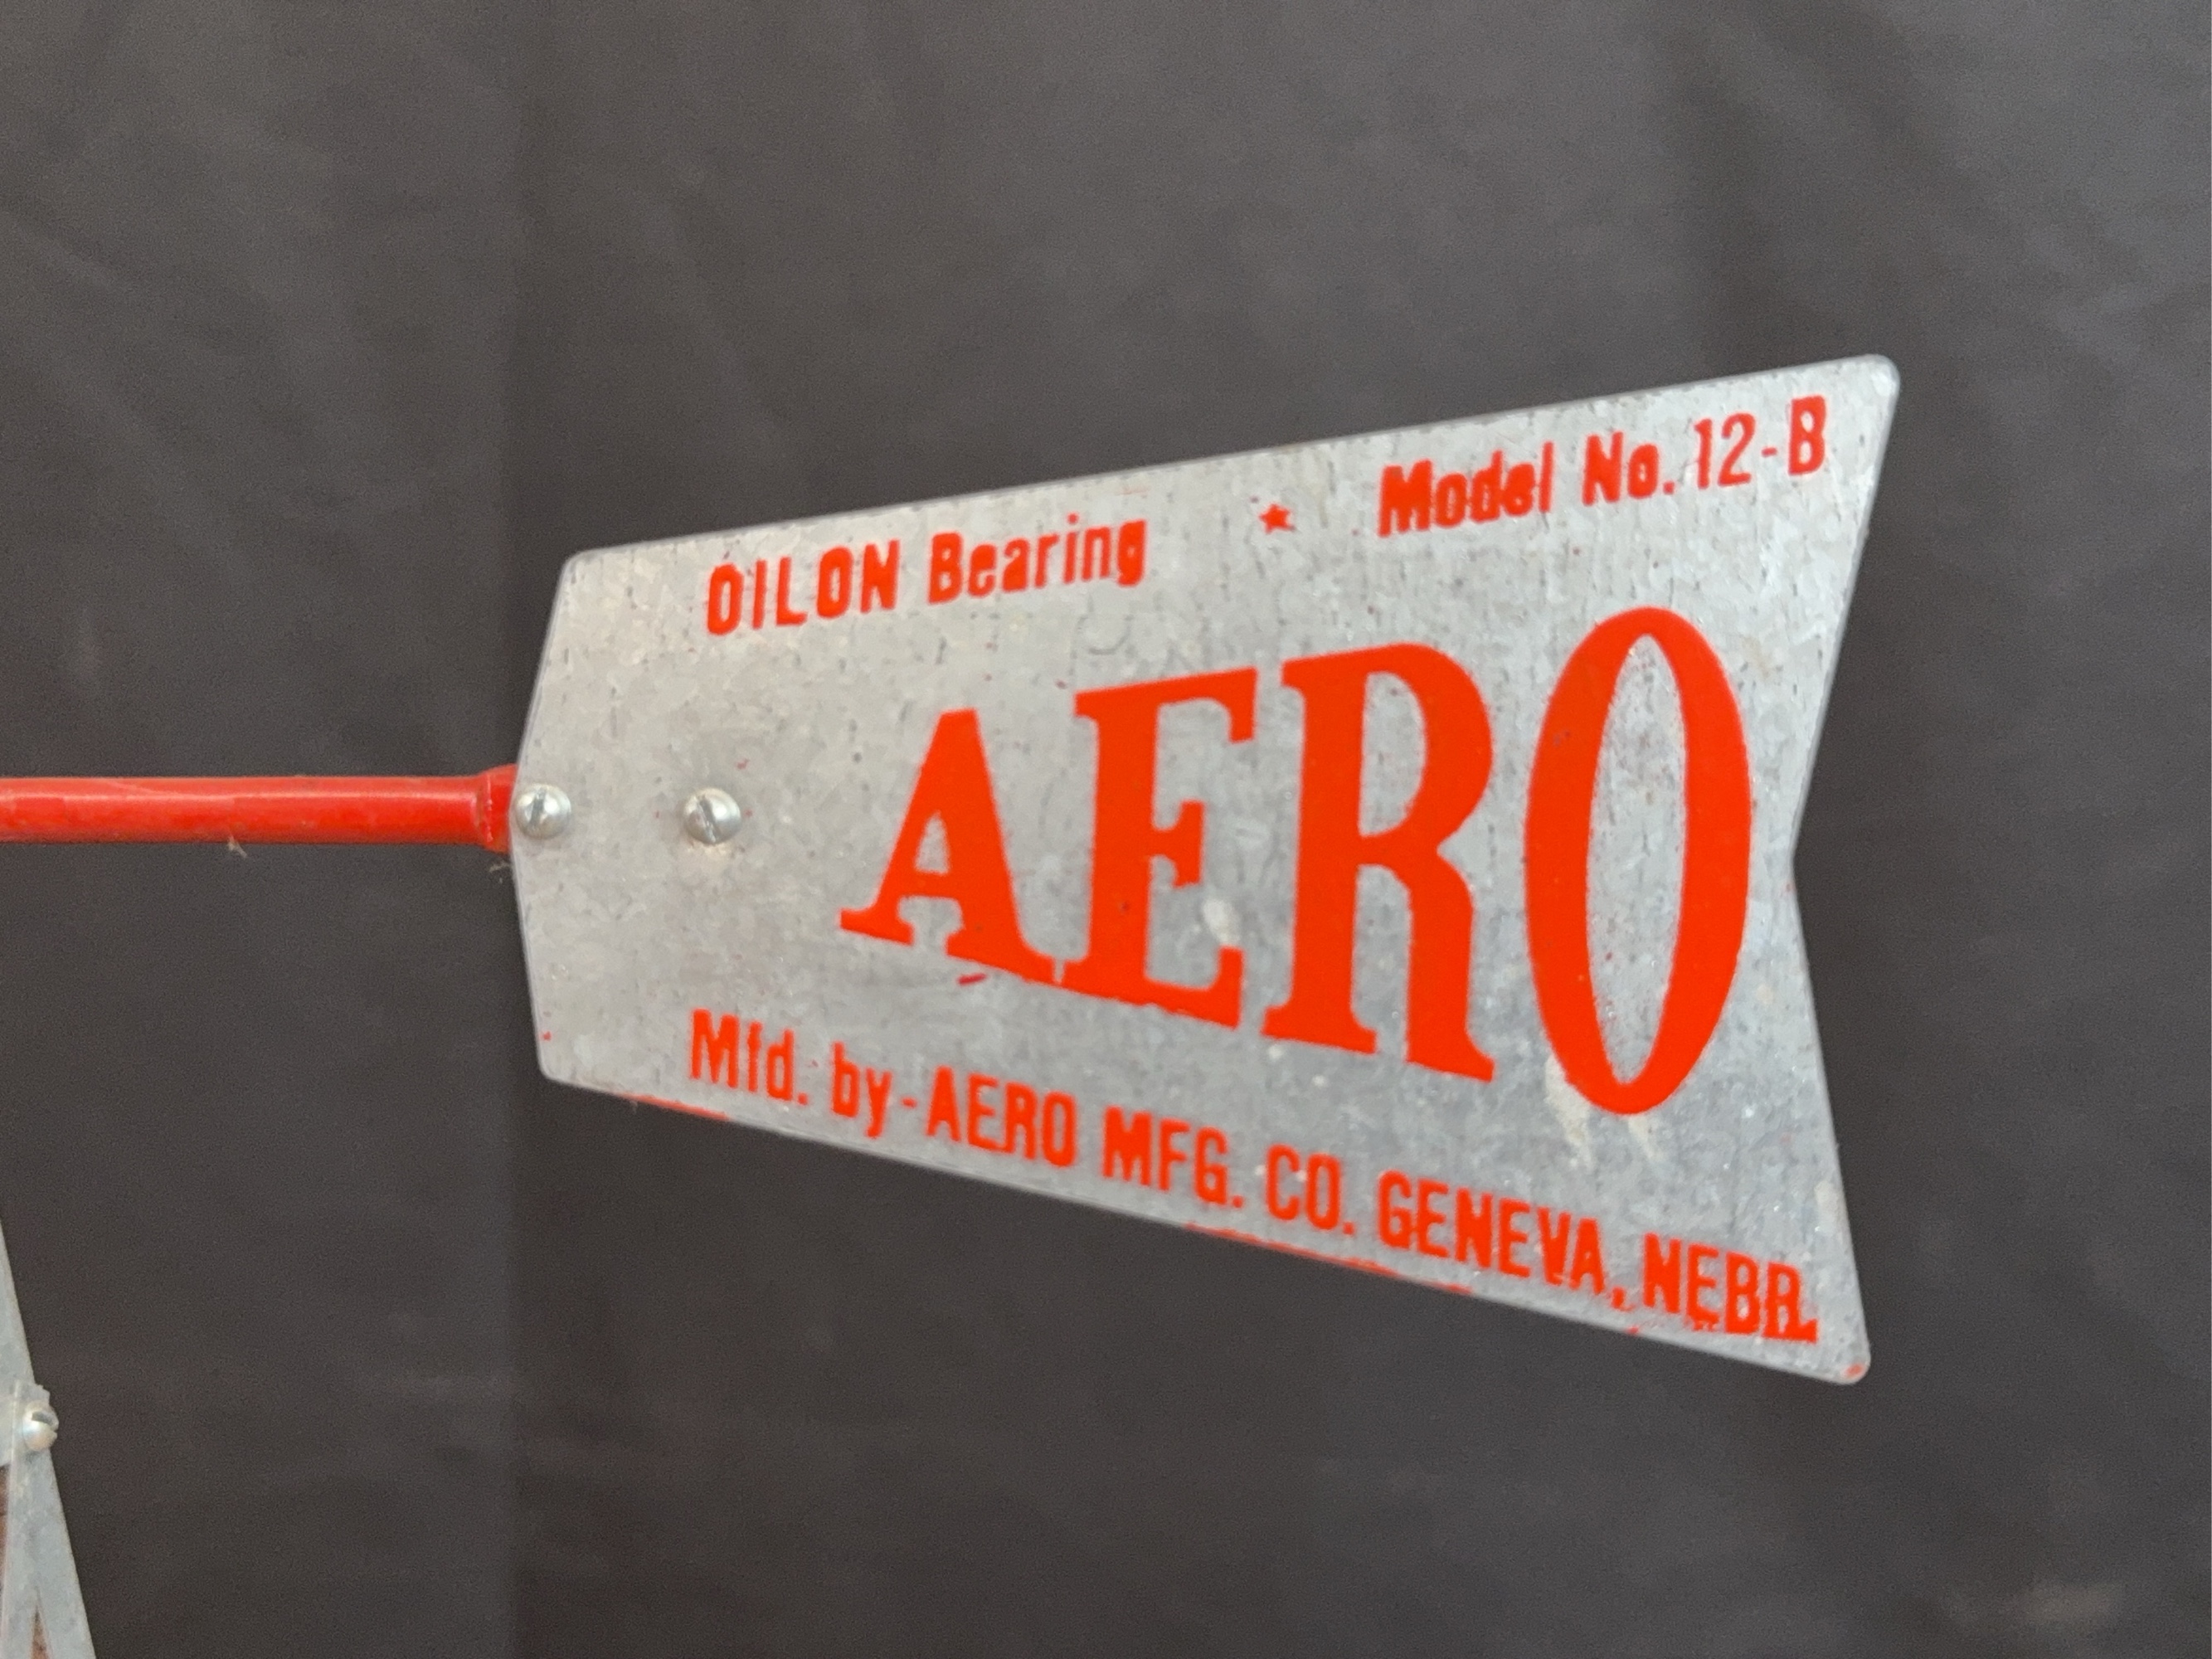 OILON Bearing ★ Model No. 12-B
AERO
Mfd. by-AERO MFG. CO. GENEVA, NEBR.